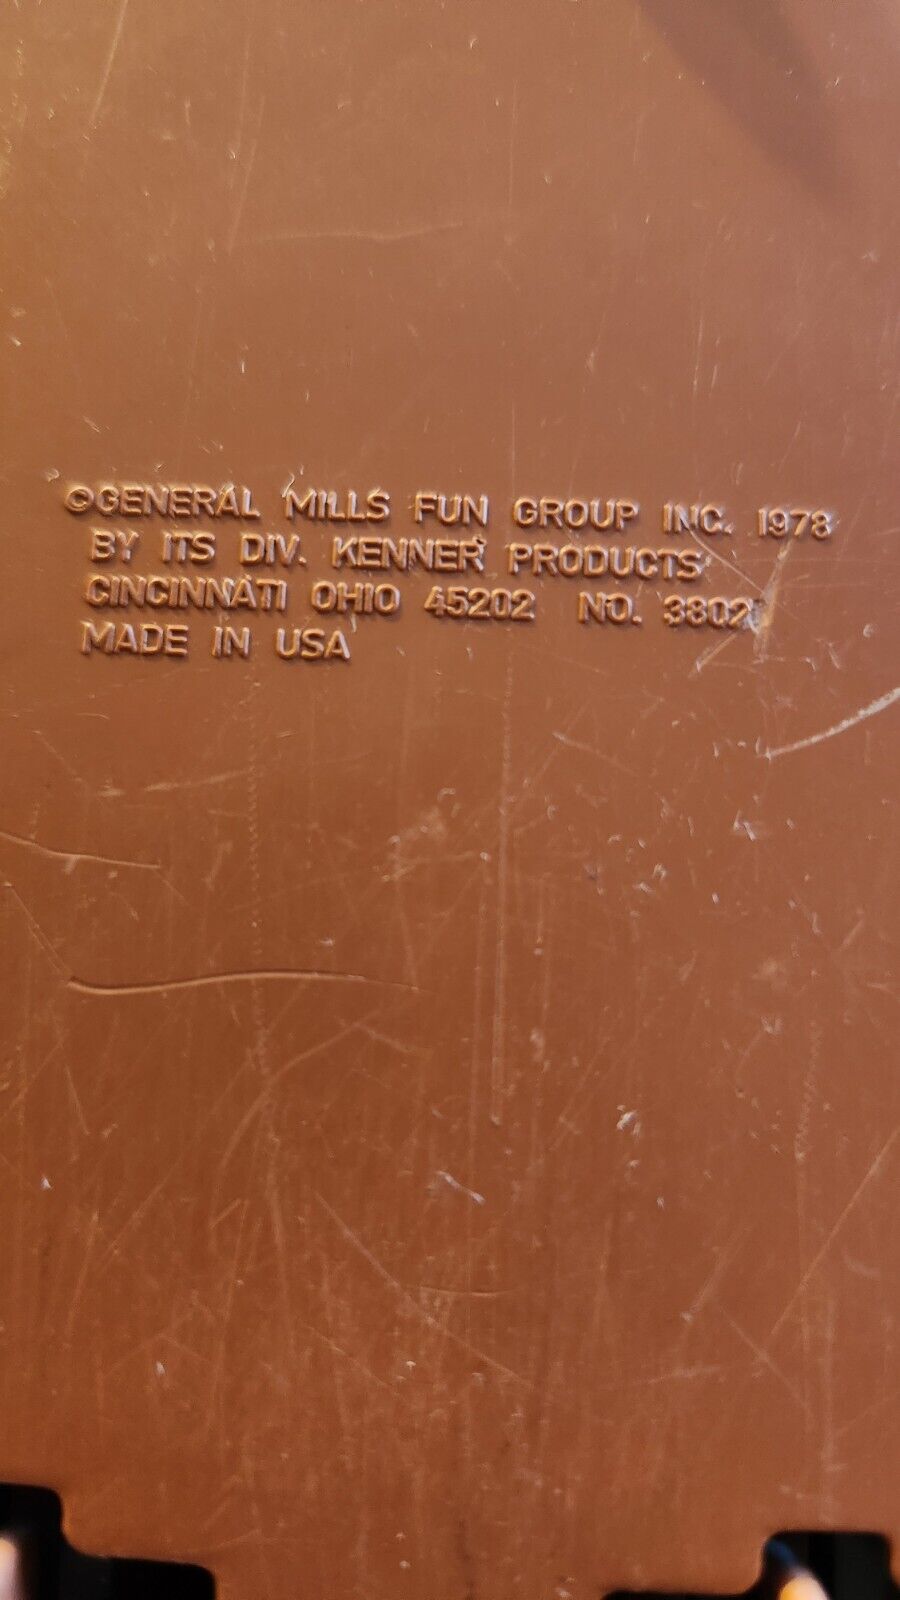 ©GENERAL MILLS FUN GROUP INC. 1978
BY ITS DIV. KENNER PRODUCTS
CINCINNATI OHIO 45202 NO. 3802
MADE IN USA